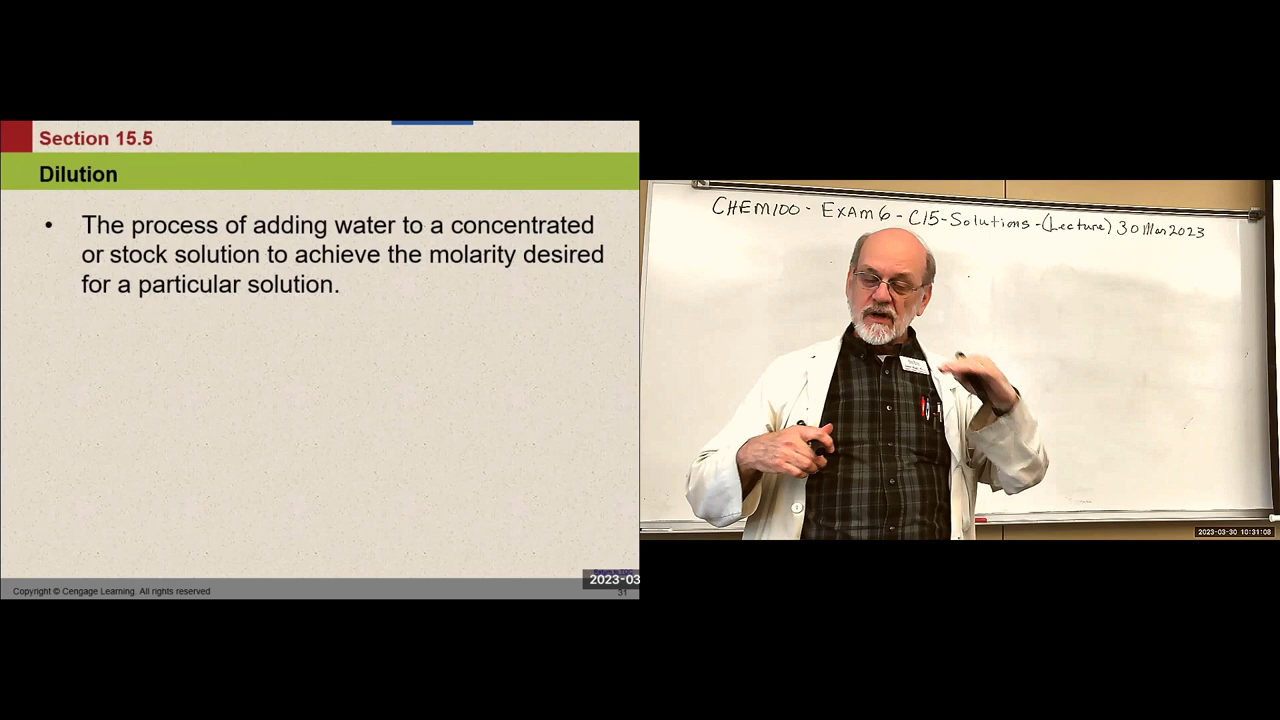 Section 15.5
Dilution
• The process of adding water to a concentrated
or stock solution to achieve the molarity desired
for a particular solution.
2023-03
Copyright © Cengage Learning. All rights reserved
31
CHEM100 - EXAM 6 - C15 - Solutions - (Lecture) 30 Mar 2023
2023-03-30 10:31:08